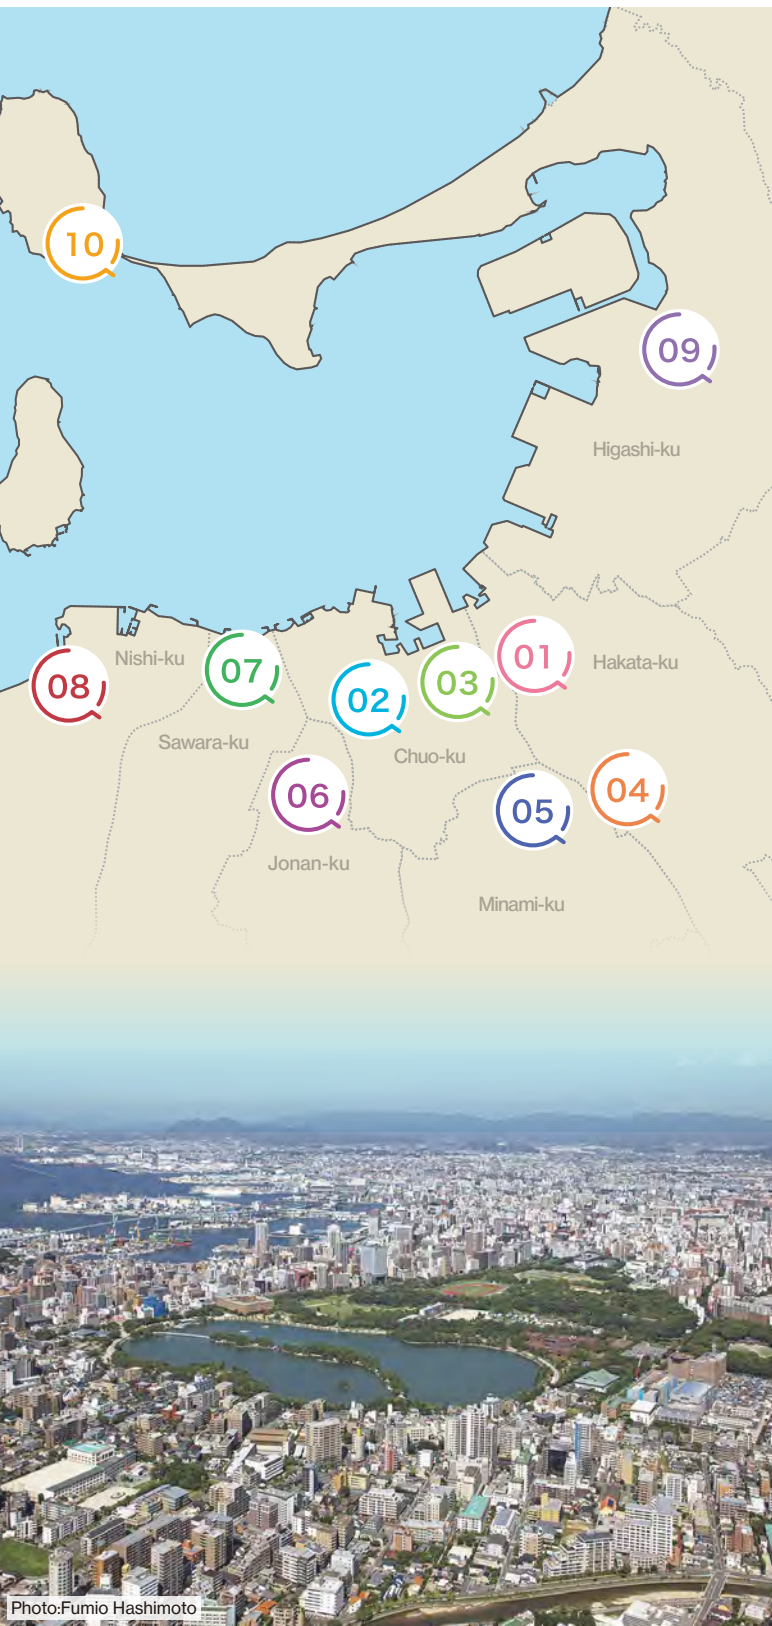 10
09
Higashi-ku
01
Nishi-ku
Hakata-ku
07
03
08
02
Sawara-ku
Chuo-ku
04
06
05
Jonan-ku
Minami-ku
Photo:Fumio Hashimoto